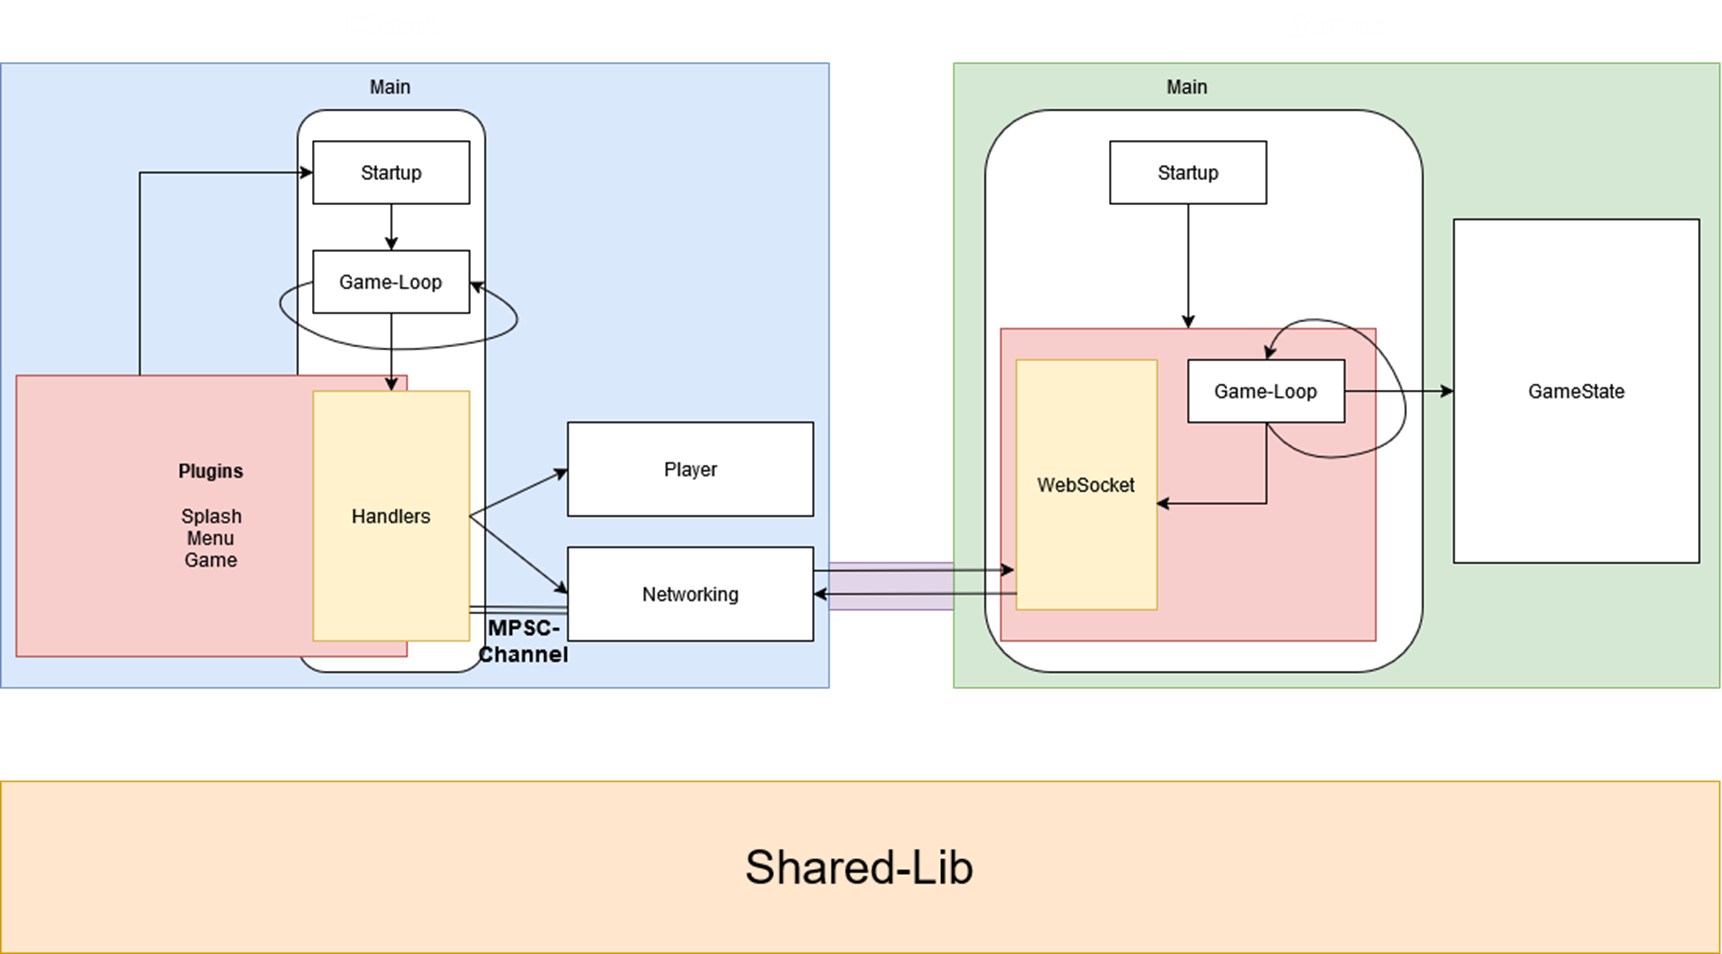 Main
Startup
Game-Loop
Plugins
Splash
Menu
Game
Handlers
Player
Networking
MPSC-
Channel
Main
Startup
Game-Loop
WebSocket
GameState
Shared-Lib